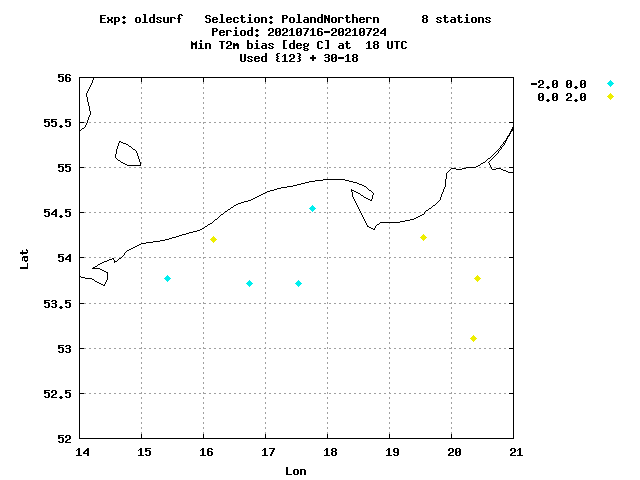 Exp: oldsurf   Selection: PolandNorthern      8 stations
Period: 20210716-20210724
Min T2m bias [deg C] at  18 UTC
Used {12} + 30-18
-2.0 0.0
0.0 2.0
56
55.5
55
54.5
54
53.5
53
52.5
52
Lat
14 15 16 17 18 19 20 21
Lon